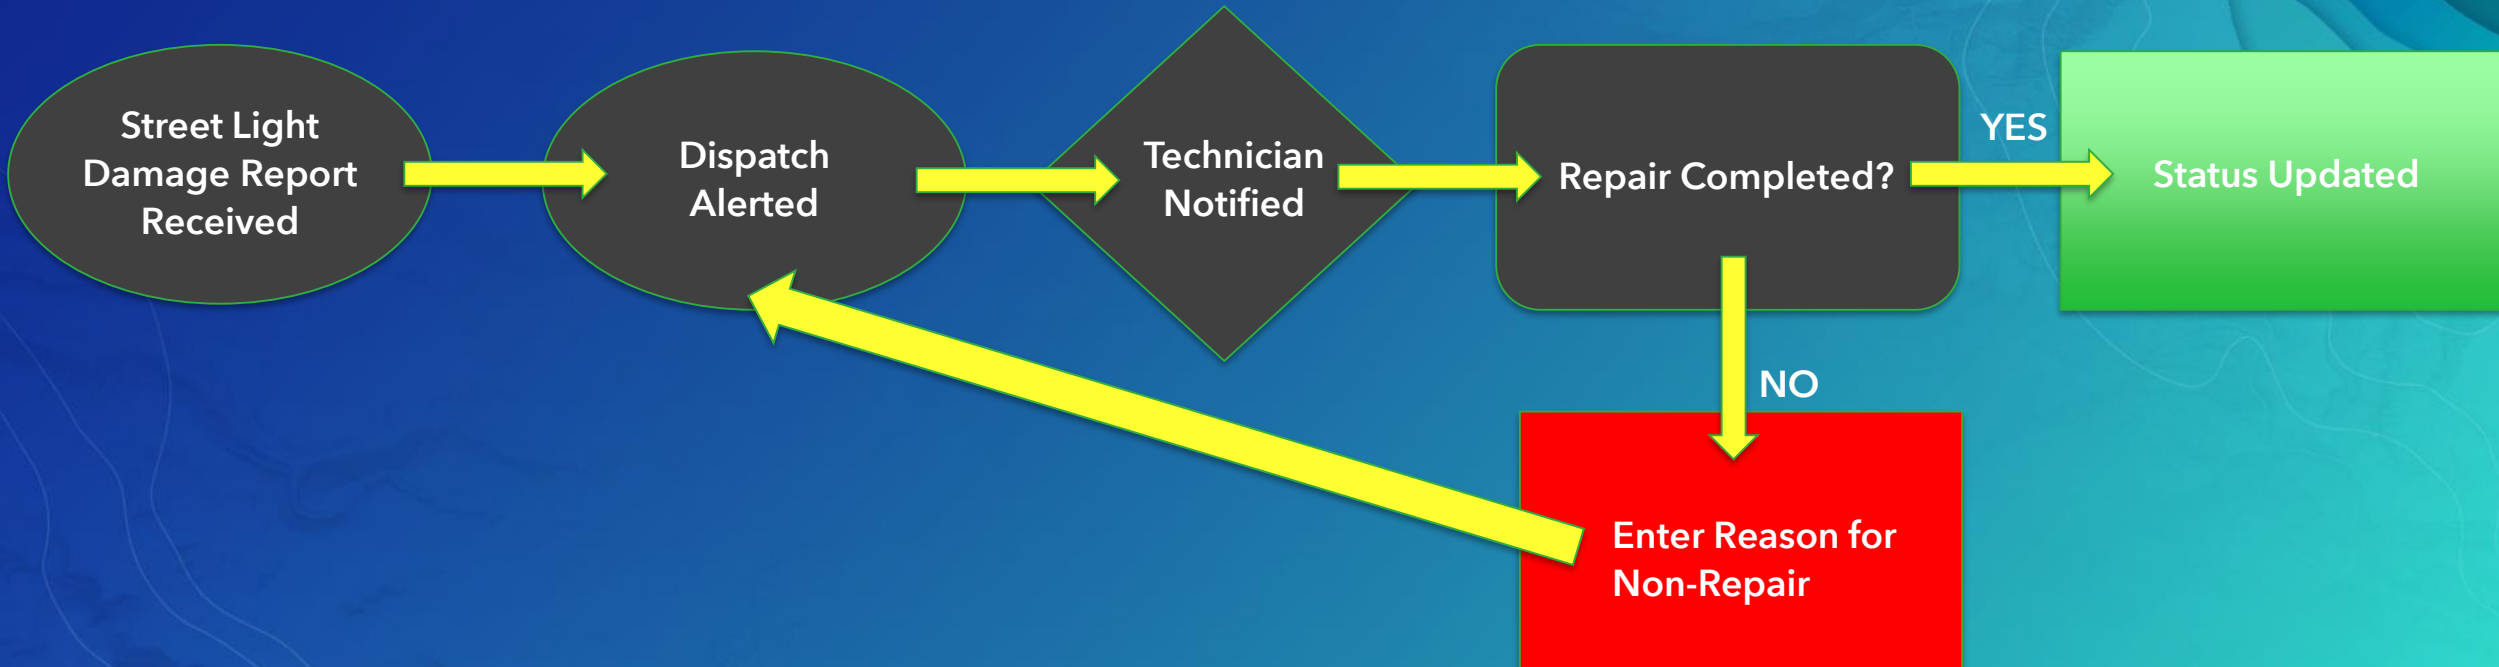 Street Light
Damage Report
Received
Dispatch
Alerted
Technician
Notified
Repair Completed?
YES
Status Updated
NO
Enter Reason for
Non-Repair